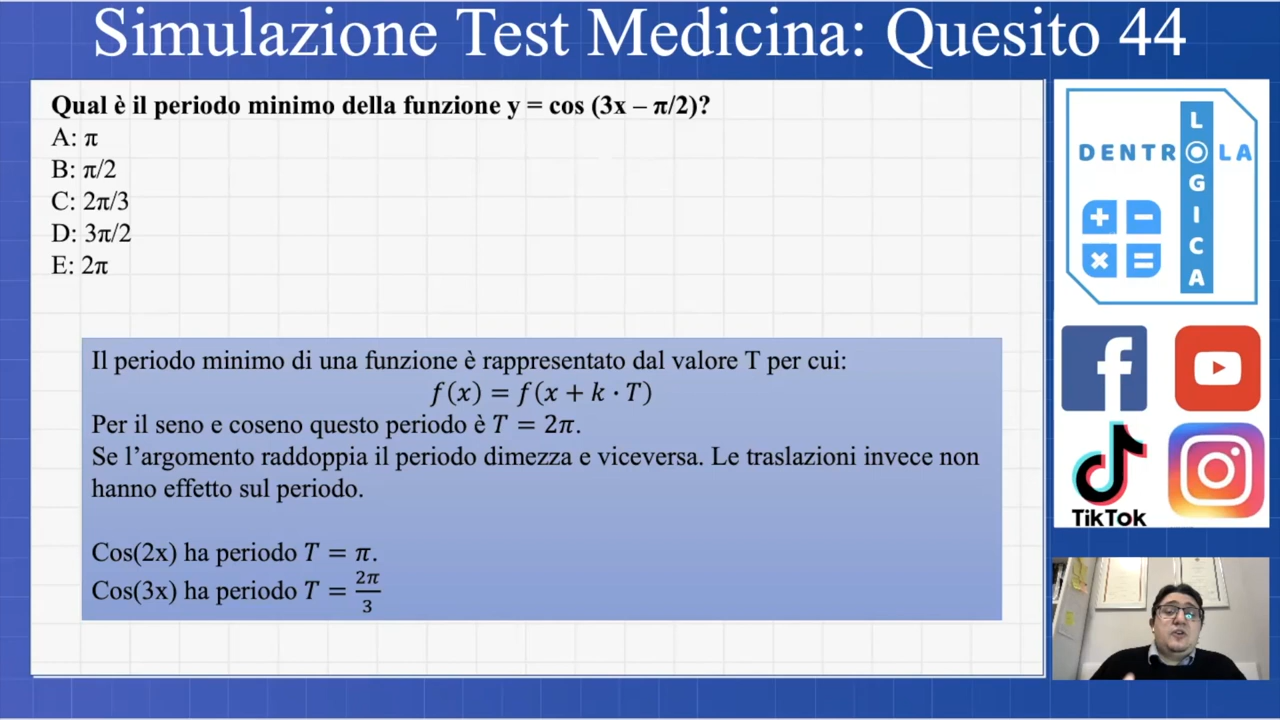 Simulazione Test Medicina: Quesito 44
Qual è il periodo minimo della funzione y = cos (3x – π/2)?
A: π
B: π/2
C: 2π/3
D: 3π/2
E: 2π
Il periodo minimo di una funzione è rappresentato dal valore T per cui:
f(x) = f(x + k · T)
Per il seno e coseno questo periodo è T = 2π.
Se l’argomento raddoppia il periodo dimezza e viceversa. Le traslazioni invece non
hanno effetto sul periodo.
Cos(2x) ha periodo T = π.
Cos(3x) ha periodo T = 2π/3
DENTRO LA
LOGICA
TikTok